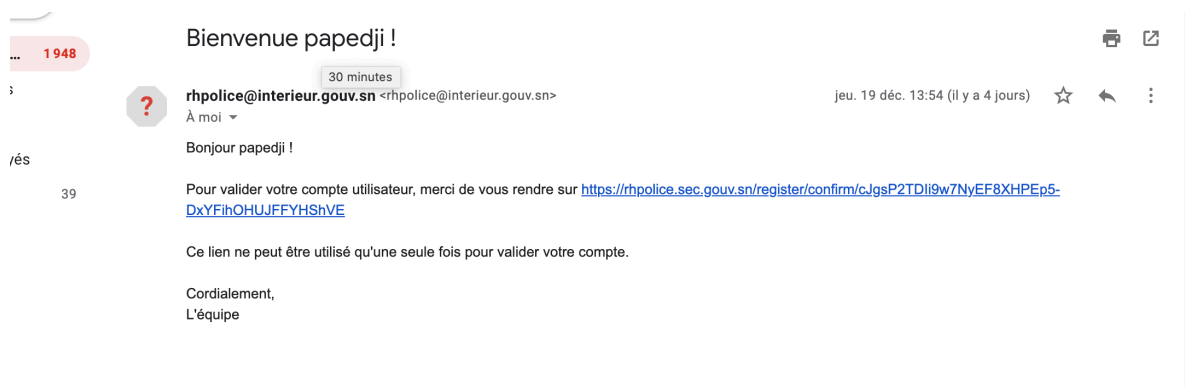 Bienvenue papedji !
... 1 948
30 minutes
rhpolice@interieur.gouv.sn <rhpolice@interieur.gouv.sn> jeu. 19 déc. 13:54 (il y a 4 jours)
?
À moi
Bonjour papedji !
yés
Pour valider votre compte utilisateur, merci de vous rendre sur https://rhpolice.sec.gouv.sn/register/confirm/cJgsP2TDIi9w7NyEF8XHPEp5-
39
DxYFihOHUJFFYHShVE
Ce lien ne peut être utilisé qu'une seule fois pour valider votre compte.
Cordialement,
L'équipe